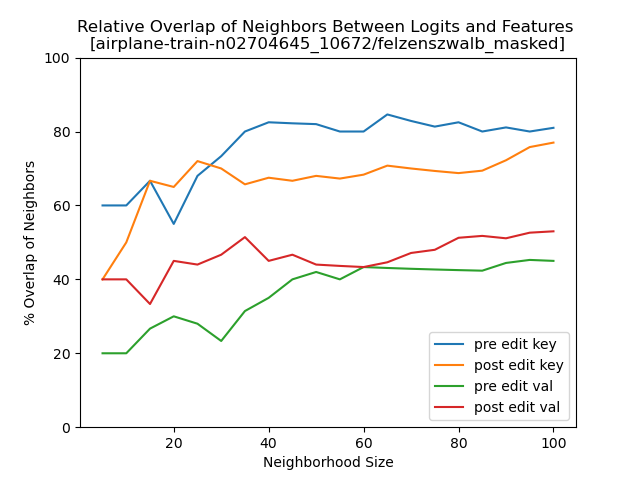 Relative Overlap of Neighbors Between Logits and Features
[airplane-train-n02704645_10672/felzenszwalb_masked]
100
80
60
40
20
0
% Overlap of Neighbors
pre edit key
post edit key
pre edit val
post edit val
20 40 60 80 100
Neighborhood Size